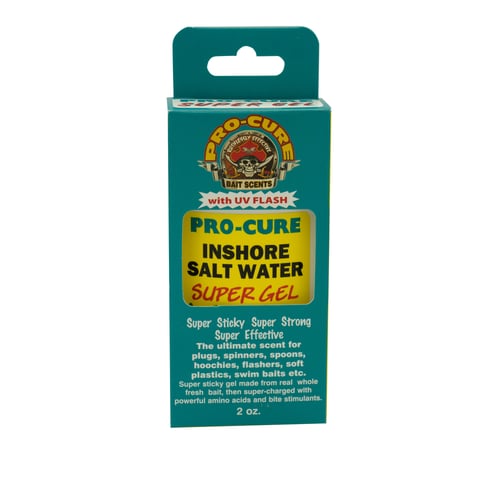 PRO-CURE
SUPER GEL
PRO-CURE
BAIT SCENTS
with UV FLASH
PRO-CURE
INSHORE
SALT WATER
SUPER GEL
Super Sticky Super Strong
Super Effective
The ultimate scent for
plugs, spinners, spoons,
hoochies, flashers, soft
plastics, swim baits etc.
Super sticky gel made from real whole
fresh bait, then super-charged with
powerful amino acids and bite stimulants.
2 oz.